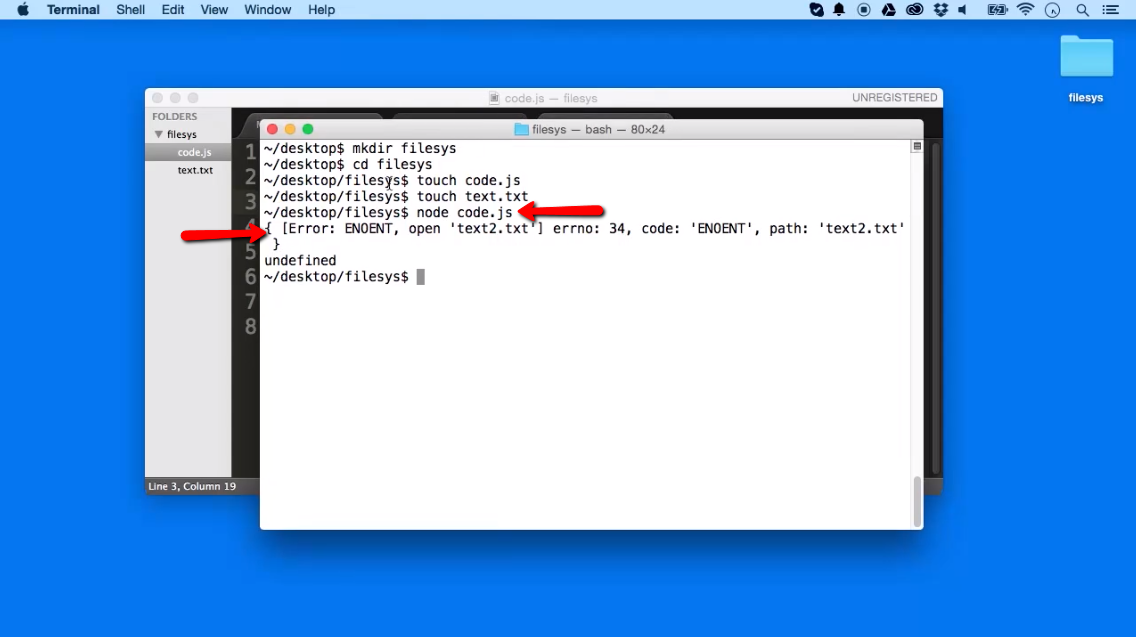 Terminal Shell Edit View Window Help
filesys
code.js — filesys
UNREGISTERED
FOLDERS
filesys
code.js
text.txt
1
2
3
4
5
6
7
8
Line 3, Column 19
filesys — bash — 80×24
~/desktop$ mkdir filesys
~/desktop$ cd filesys
~/desktop/filesys$ touch code.js
~/desktop/filesys$ touch text.txt
~/desktop/filesys$ node code.js
{ [Error: ENOENT, open 'text2.txt'] errno: 34, code: 'ENOENT', path: 'text2.txt'
}
undefined
~/desktop/filesys$